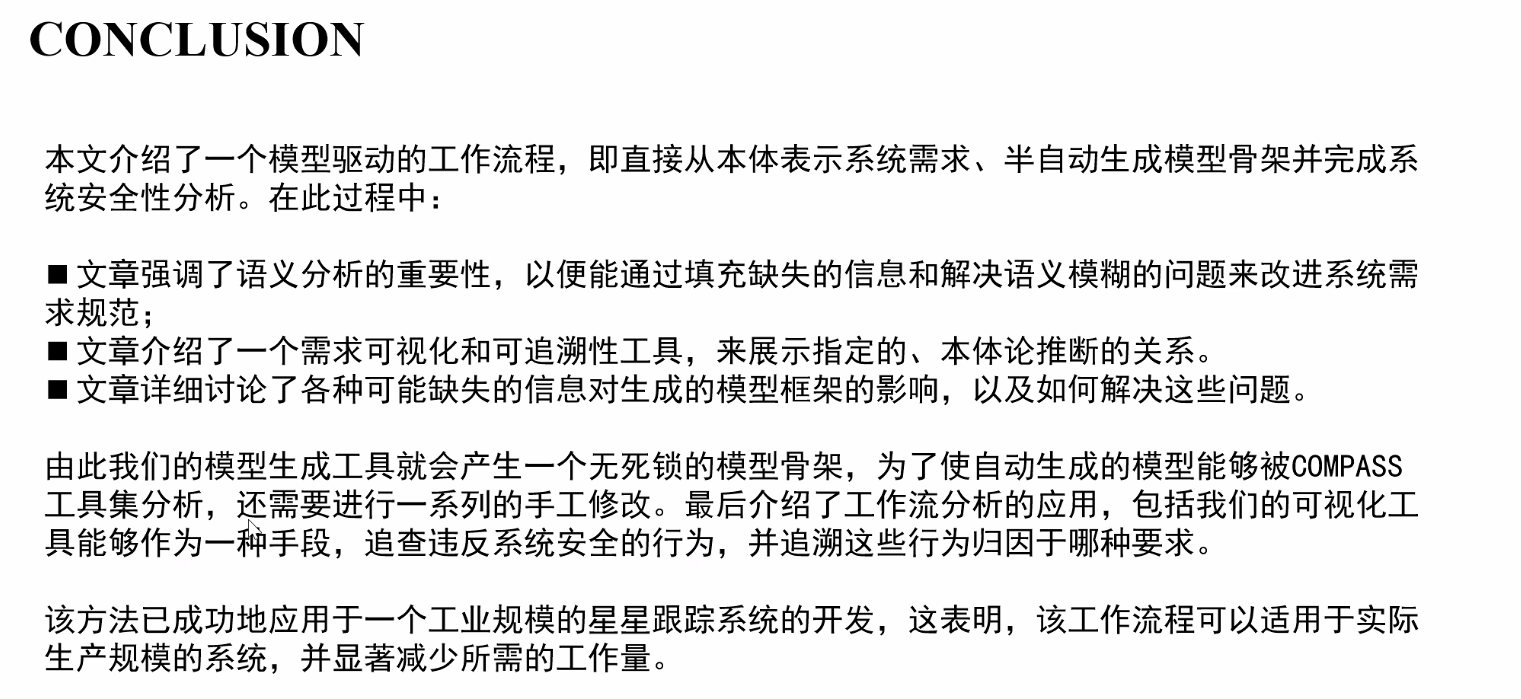 CONCLUSION
本文介绍了一个模型驱动的工作流程，即直接从本体表示系统需求、半自动生成模型骨架并完成系
统安全性分析。在此过程中：
■ 文章强调了语义分析的重要性，以便能通过填充缺失的信息和解决语义模糊的问题来改进系统需
求规范；
■ 文章介绍了一个需求可视化和可追溯性工具，来展示指定的、本体论推断的关系。
■ 文章详细讨论了各种可能缺失的信息对生成的模型框架的影响，以及如何解决这些问题。
由此我们的模型生成工具就会产生一个无死锁的模型骨架，为了使自动生成的模型能够被COMPASS
工具集分析，还需要进行一系列的手工修改。最后介绍了工作流分析的应用，包括我们的可视化工
具能够作为一种手段，追查违反系统安全的行为，并追溯这些行为归因于哪种要求。
该方法已成功地应用于一个工业规模的星星跟踪系统的开发，这表明，该工作流程可以适用于实际
生产规模的系统，并显著减少所需的工作量。